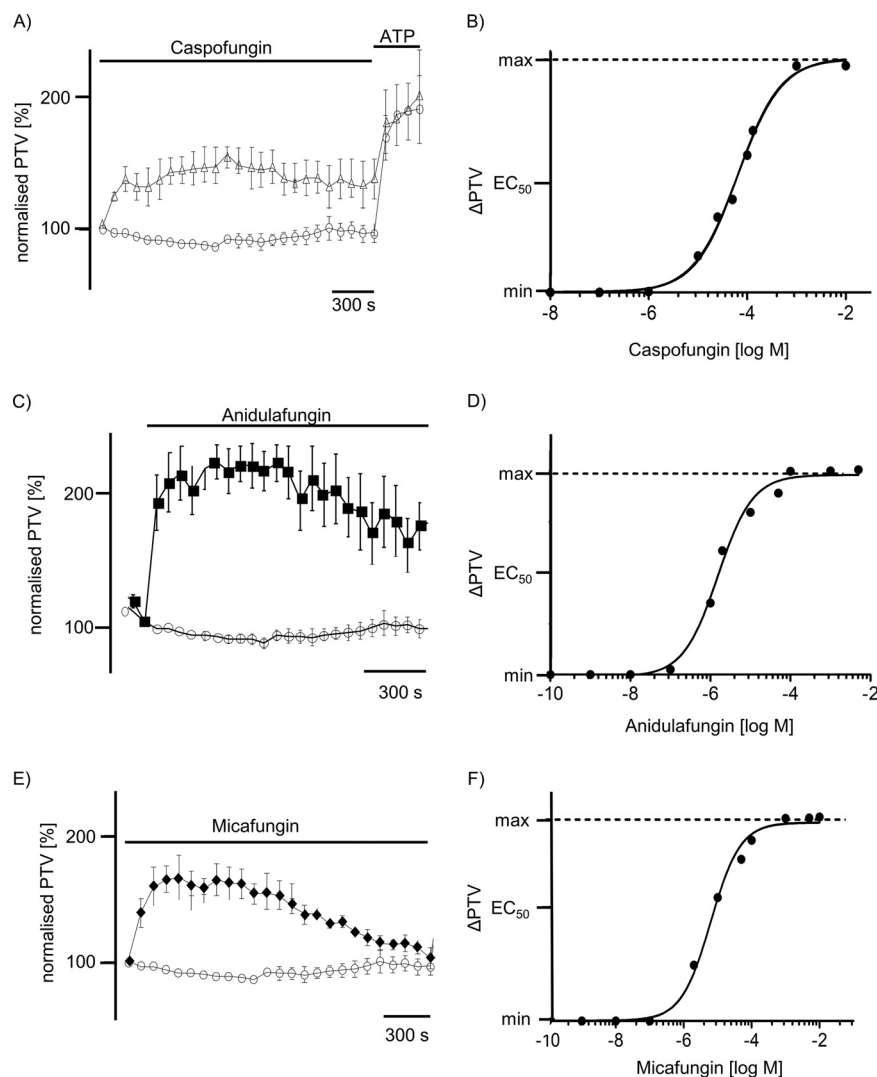 A)
Caspofungin
ATP
normalised PTV [%]
200
100
300 s
B)
max
EC50
min
ΔPTV
-8
-6
-4
-2
Caspofungin [log M]
C)
Anidulafungin
normalised PTV [%]
200
100
300 s
D)
max
EC50
min
ΔPTV
-10
-8
-6
-4
-2
Anidulafungin [log M]
E)
Micafungin
normalised PTV [%]
200
100
300 s
F)
max
EC50
min
ΔPTV
-10
-8
-6
-4
-2
Micafungin [log M]